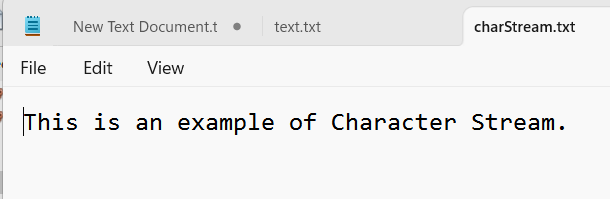 New Text Document.t
text.txt
charStream.txt
File Edit View
This is an example of Character Stream.